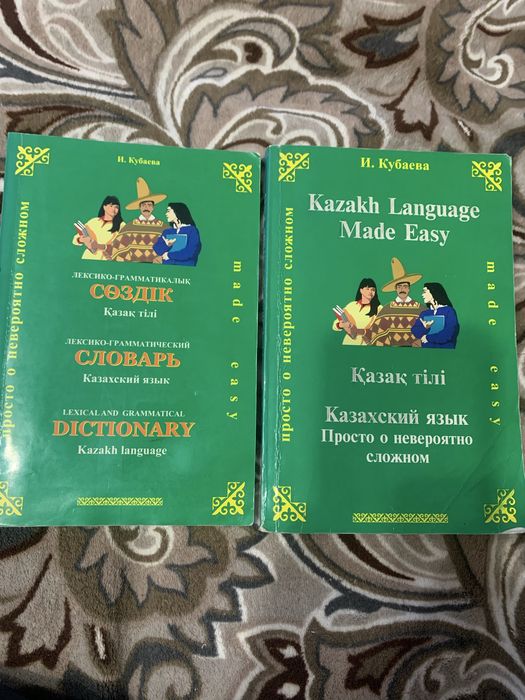 И. Кубаева
ЛЕКСИКО-ГРАММАТИКАЛЫҚ
СӨЗДІК
Қазақ тілі
ЛЕКСИКО-ГРАММАТИЧЕСКИЙ
СЛОВАРЬ
Казахский язык
LEXICAL AND GRAMMATICAL
DICTIONARY
Kazakh language
просто о невероятно сложном
made easy
И. Кубаева
Kazakh Language
Made Easy
Қазақ тілі
Казахский язык
Просто о невероятно
сложном
просто о невероятно сложном
made easy